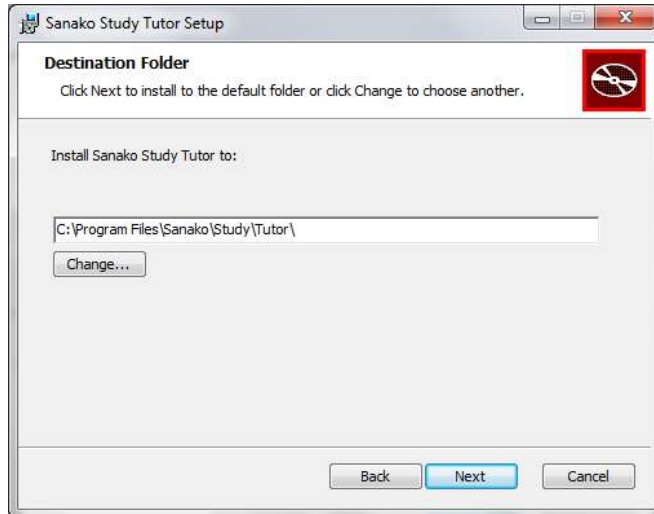 Sanako Study Tutor Setup
Destination Folder
Click Next to install to the default folder or click Change to choose another.
Install Sanako Study Tutor to:
C:\Program Files\Sanako\Study\Tutor\
Change...
Back Next Cancel